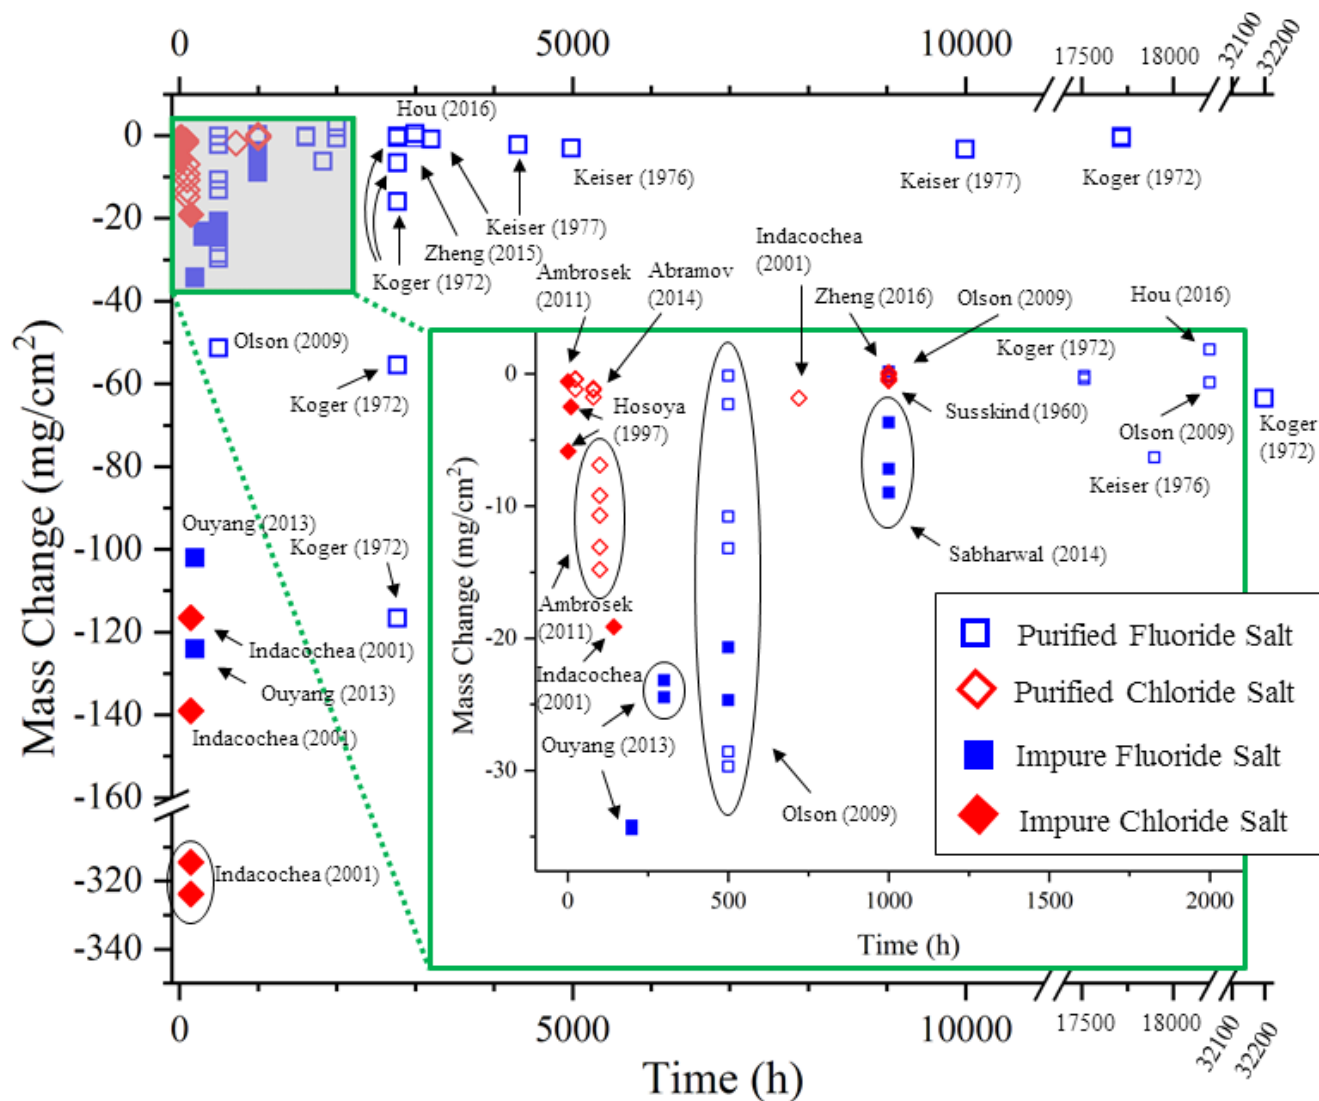 0
5000
10000
17500
18000
32100
32200
Mass Change (mg/cm²)
0
-20
-40
-60
-80
-100
-120
-140
-160
-320
-340
Hou (2016)
Keiser (1976)
Keiser (1977)
Koger (1972)
Keiser (1977)
Zheng (2015)
Koger (1972)
Olson (2009)
Koger (1972)
Ouyang (2013)
Koger (1972)
Indacochea (2001)
Ouyang (2013)
Indacochea (2001)
Indacochea (2001)
Ambrosek
(2011)
Abramov
(2014)
Indacochea
(2001)
Zheng (2016)
Olson (2009)
Hou (2016)
Koger (1972)
Susskind (1960)
Olson (2009)
Keiser (1976)
Koger
(1972)
Hosoya
(1997)
Sabharwal (2014)
Ambrosek
(2011)
Indacochea
(2001)
Ouyang (2013)
Olson (2009)
Mass Change (mg/cm²)
0
-10
-20
-30
0
500
1000
1500
2000
Time (h)
Purified Fluoride Salt
Purified Chloride Salt
Impure Fluoride Salt
Impure Chloride Salt
0
5000
10000
17500
18000
32100
32200
Time (h)